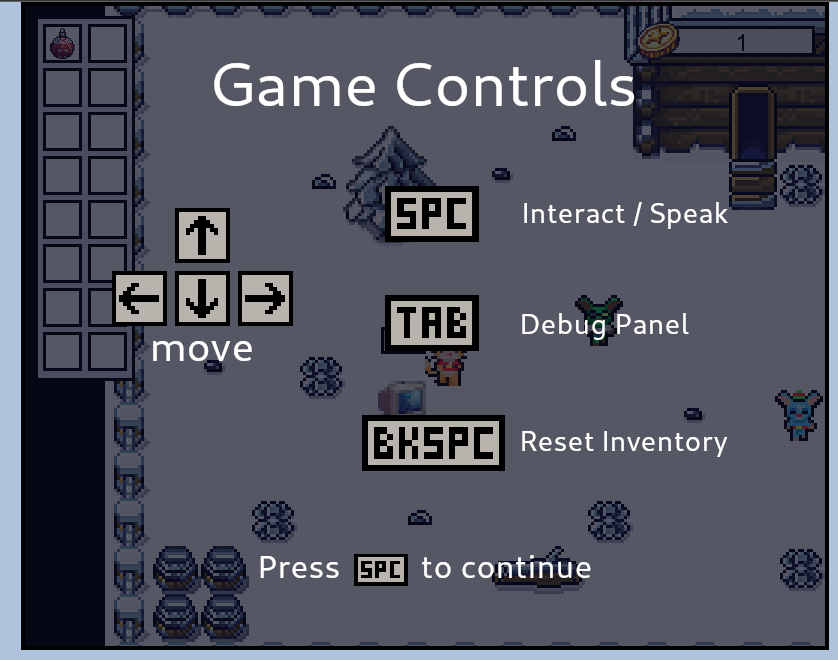 1
Game Controls
SPC Interact / Speak
TAB Debug Panel
move
BKSPC Reset Inventory
Press SPC to continue